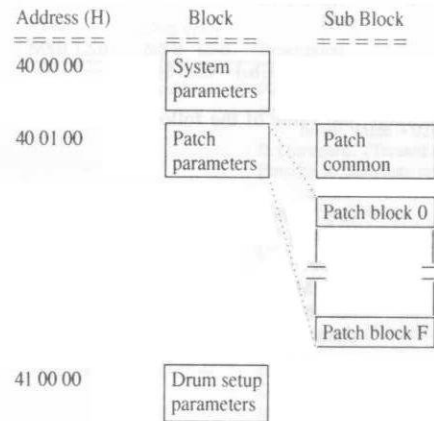 Address (H) Block Sub Block
===== ===== =====
40 00 00 System
parameters
40 01 00 Patch Patch
parameters common
Patch block 0
Patch block F
41 00 00 Drum setup
parameters